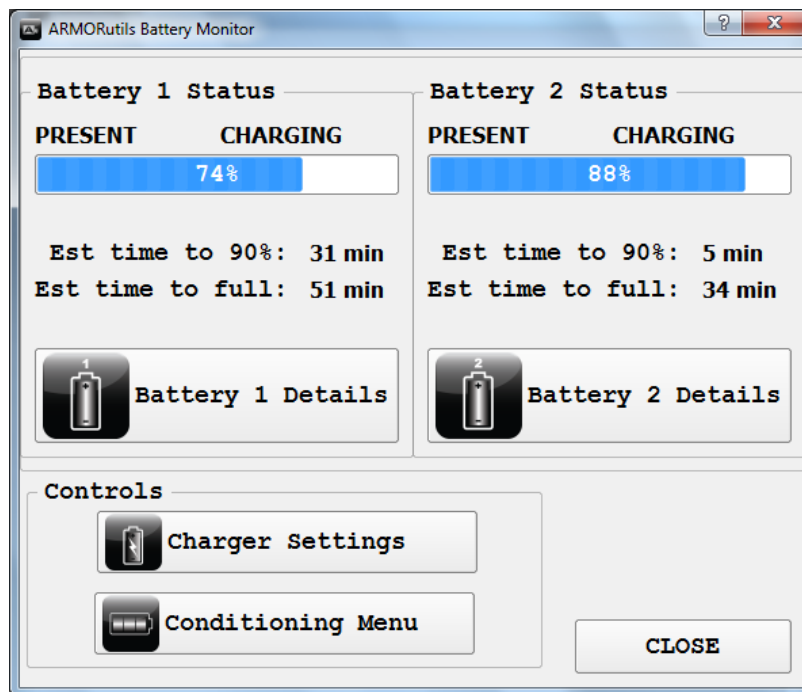 ARMORutils Battery Monitor
Battery 1 Status
PRESENT CHARGING
74%
Est time to 90%: 31 min
Est time to full: 51 min
1
Battery 1 Details
Battery 2 Status
PRESENT CHARGING
88%
Est time to 90%: 5 min
Est time to full: 34 min
2
Battery 2 Details
Controls
Charger Settings
Conditioning Menu
CLOSE